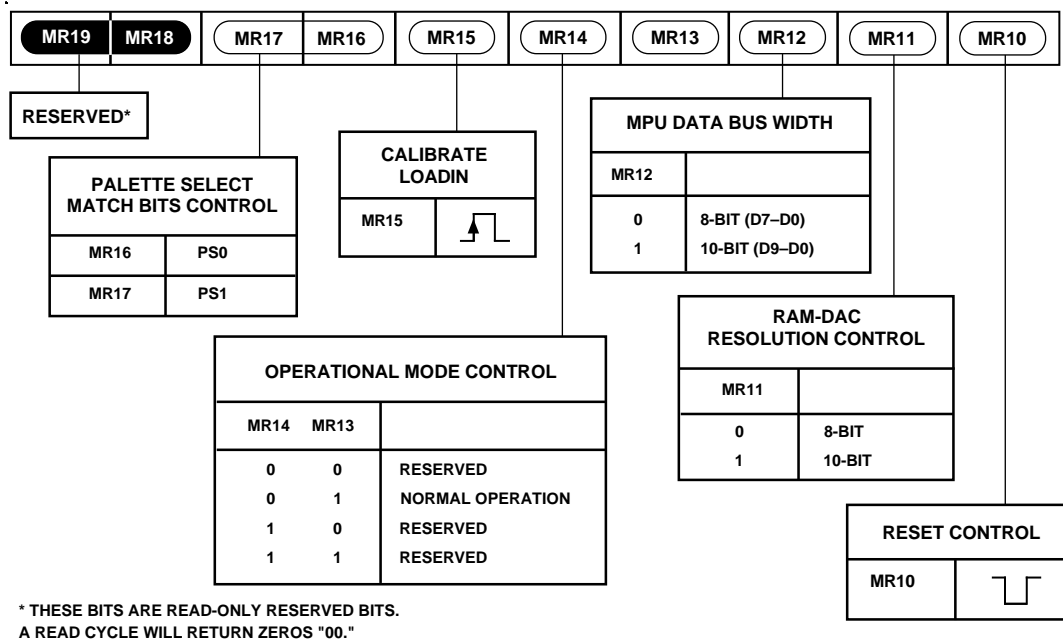 MR19 MR18 MR17 MR16 MR15 MR14 MR13 MR12 MR11 MR10
RESERVED*
PALETTE SELECT
MATCH BITS CONTROL
MR16 PS0
MR17 PS1
CALIBRATE
LOADIN
MR15
OPERATIONAL MODE CONTROL
MR14 MR13
0 0 RESERVED
0 1 NORMAL OPERATION
1 0 RESERVED
1 1 RESERVED
MPU DATA BUS WIDTH
MR12
0 8-BIT (D7–D0)
1 10-BIT (D9–D0)
RAM-DAC
RESOLUTION CONTROL
MR11
0 8-BIT
1 10-BIT
RESET CONTROL
MR10
* THESE BITS ARE READ-ONLY RESERVED BITS.
A READ CYCLE WILL RETURN ZEROS "00."